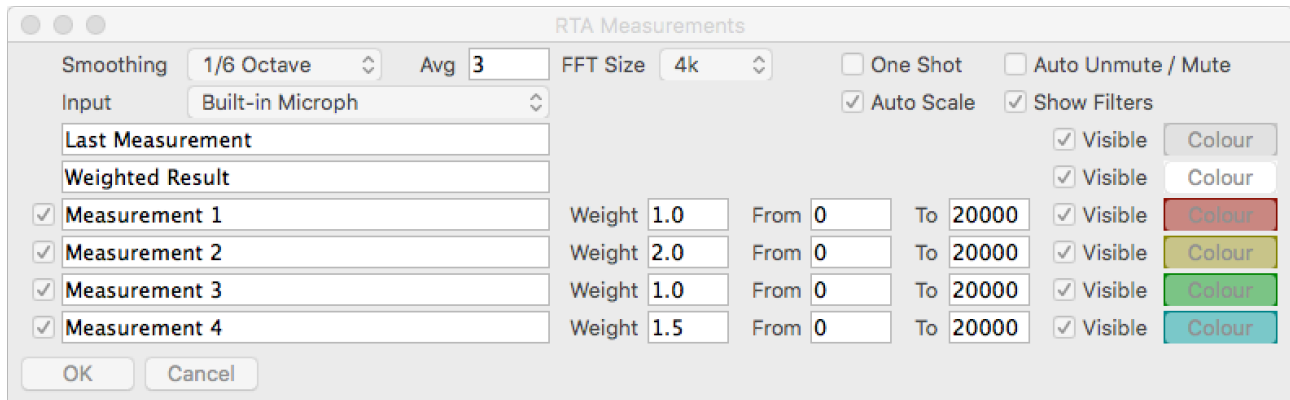 RTA Measurements
Smoothing 1/6 Octave Avg 3 FFT Size 4k One Shot Auto Unmute / Mute
Input Built-in Microph Auto Scale Show Filters
Last Measurement Visible Colour
Weighted Result Visible Colour
Measurement 1 Weight 1.0 From 0 To 20000 Visible Colour
Measurement 2 Weight 2.0 From 0 To 20000 Visible Colour
Measurement 3 Weight 1.0 From 0 To 20000 Visible Colour
Measurement 4 Weight 1.5 From 0 To 20000 Visible Colour
OK Cancel